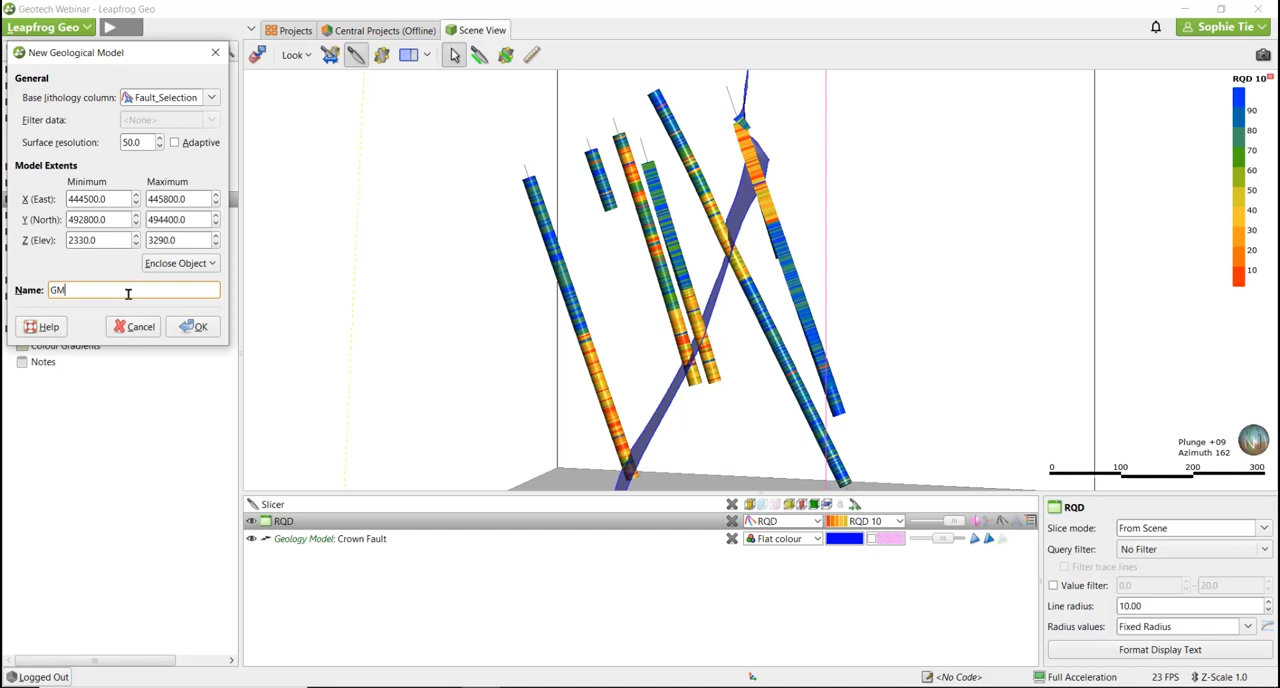 Geotech Webinar - Leapfrog Geo
Leapfrog Geo
Projects
Central Projects (Offline)
Scene View
Sophie Tie
Look
New Geological Model
General
Base lithology column: Fault_Selection
Filter data: <None>
Surface resolution: 50.0 Adaptive
Model Extents
Minimum Maximum
X (East): 444500.0 445800.0
Y (North): 492800.0 494400.0
Z (Elev): 2330.0 3290.0
Enclose Object
Name: GM
Help Cancel OK
Colour Gradients
Notes
RQD 10
90
80
70
60
50
40
30
20
10
Plunge +09
Azimuth 162
0 100 200 300
Slicer
RQD RQD RQD 10
Geology Model: Crown Fault Flat colour
RQD
Slice mode: From Scene
Query filter: No Filter
Filter trace lines
Value filter: 0.0 – 20.0
Line radius: 10.00
Radius values: Fixed Radius
Format Display Text
Logged Out
<No Code> Full Acceleration 23 FPS Z-Scale 1.0